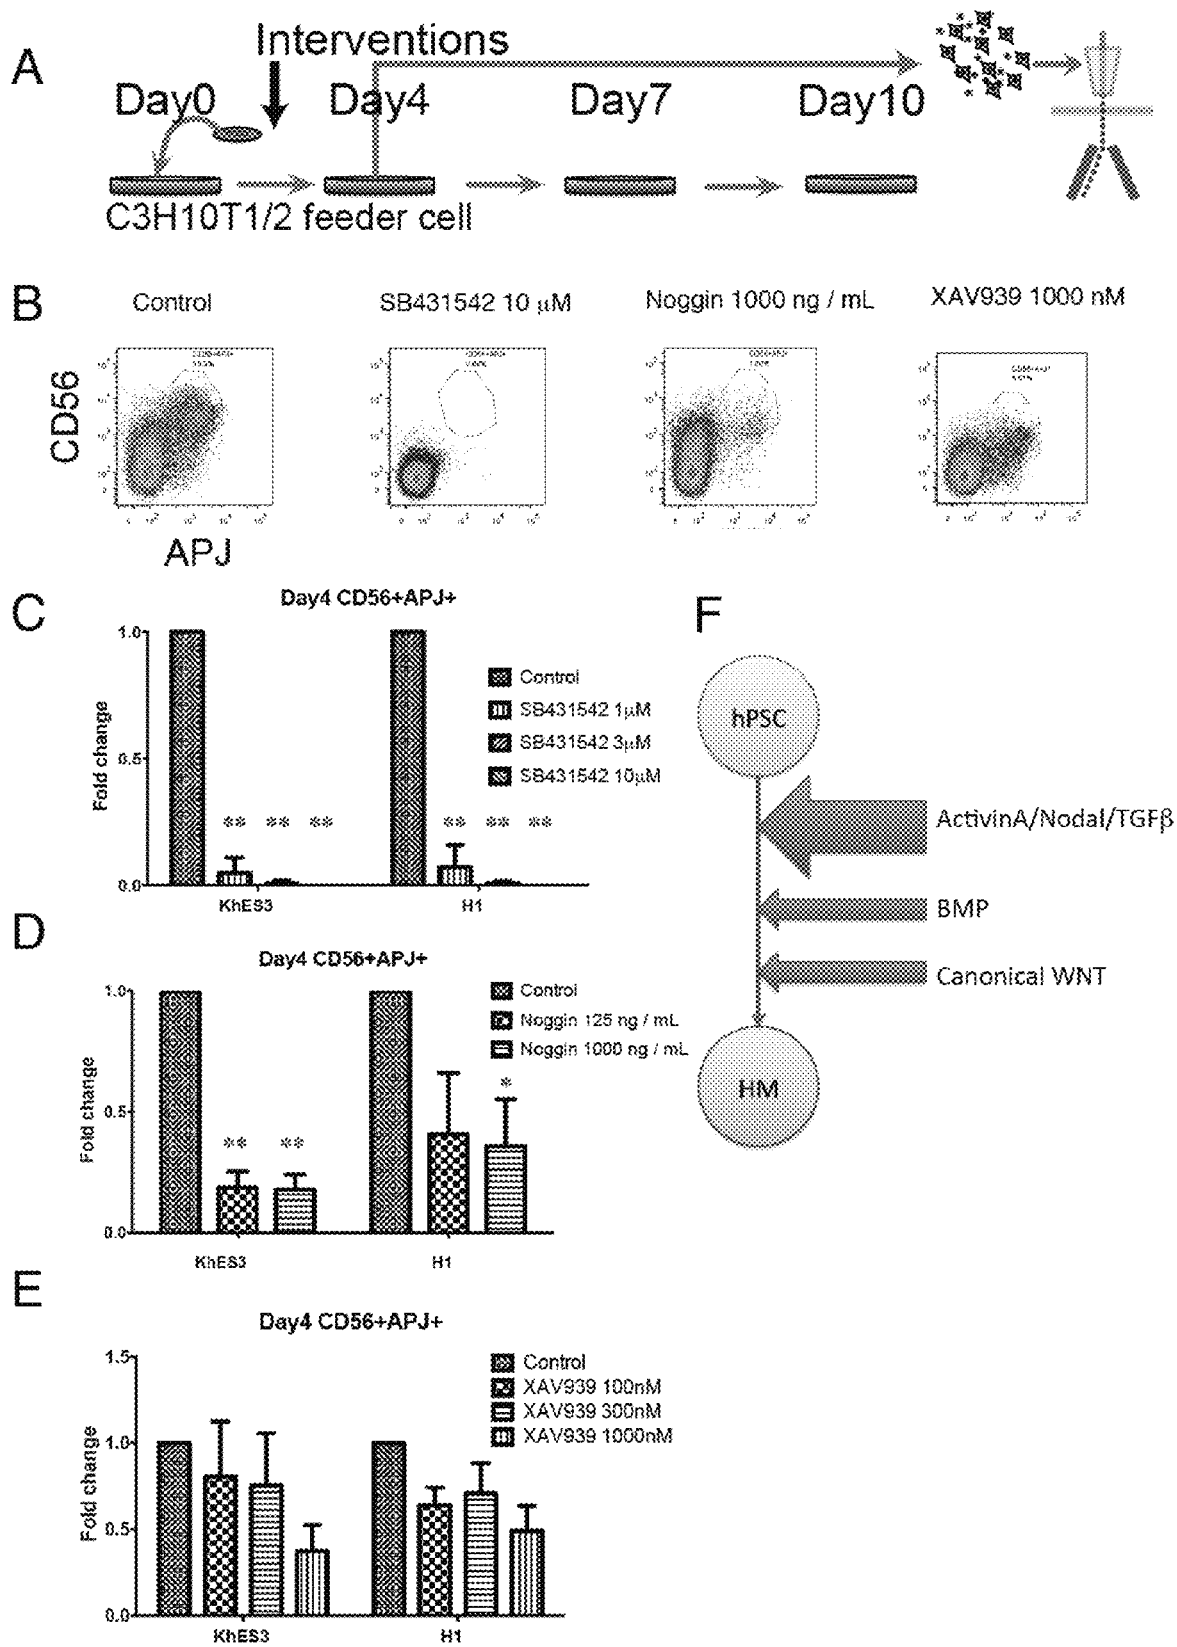 A
Interventions
Day0
Day4
Day7
Day10
C3H10T1/2 feeder cell
B
Control
SB431542 10 μM
Noggin 1000 ng / mL
XAV939 1000 nM
CD56
APJ
C
Day4 CD56+APJ+
Fold change
1.0
0.5
0.0
** ** **
** ** **
Control
SB431542 1μM
SB431542 3μM
SB431542 10μM
KhES3
H1
D
Day4 CD56+APJ+
Fold change
1.0
0.5
0.0
** **
*
Control
Noggin 125 ng / mL
Noggin 1000 ng / mL
KhES3
H1
E
Day4 CD56+APJ+
Fold change
1.5
1.0
0.5
0.0
Control
XAV939 100nM
XAV939 300nM
XAV939 1000nM
KhES3
H1
F
hPSC
ActivinA/Nodal/TGFβ
BMP
Canonical WNT
HM